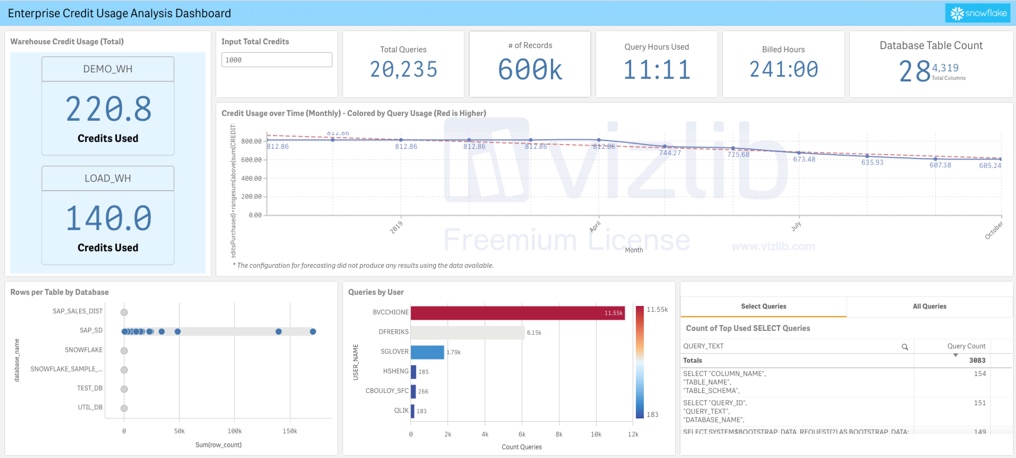 Enterprise Credit Usage Analysis Dashboard
snowflake
Warehouse Credit Usage (Total)
DEMO_WH
220.8
Credits Used
LOAD_WH
140.0
Credits Used
Input Total Credits
1000
Total Queries
20,235
# of Records
600k
Query Hours Used
11:11
Billed Hours
241:00
Database Table Count
28 4,319
Total Columns
Credit Usage over Time (Monthly) - Colored by Query Usage (Red is Higher)
800.00
600.00
400.00
200.00
0.00
812.86
812.86
812.86
812.86
812.86
812.86
744.27
725.68
673.48
635.93
607.38
605.24
2019
April
July
October
Month
vizlib
Freemium License
www.vizlib.com
* The configuration for forecasting did not produce any results using the data available.
Rows per Table by Database
database_name
SAP_SALES_DIST
SAP_SD
SNOWFLAKE
SNOWFLAKE_SAMPLE_...
TEST_DB
UTIL_DB
0
50k
100k
150k
Sum(row_count)
Queries by User
USER_NAME
BVCCHIONE
11.55k
DFRERIKS
6.15k
SGLOVER
1.79k
HSHENG
285
CBOULOY_SFC
266
QLIK
183
0
2k
4k
6k
8k
10k
12k
Count Queries
11.55k
183
Select Queries
All Queries
Count of Top Used SELECT Queries
QUERY_TEXT
Query Count
Totals
3083
SELECT "COLUMN_NAME",
"TABLE_NAME",
"TABLE_SCHEMA",
154
SELECT "QUERY_ID",
"QUERY_TEXT",
"DATABASE_NAME",
151
SELECT SYSTEM$BOOTSTRAP_DATA_REQUEST(?) AS BOOTSTRAP_DATA;
149